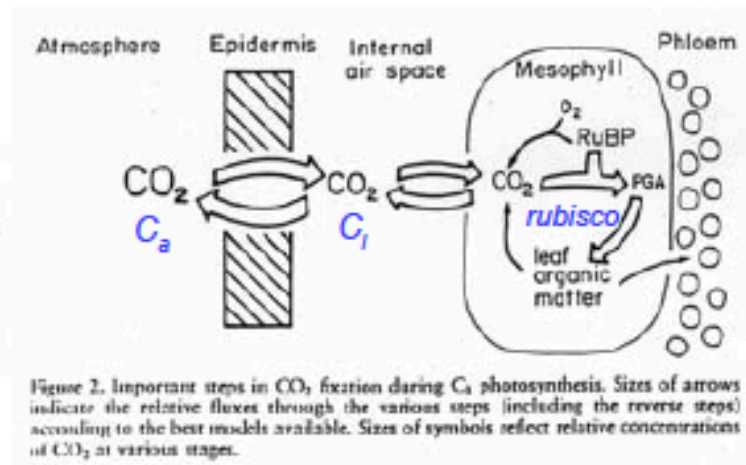 Atmosphere
Epidermis
Internal
air space
Mesophyll
Phloem
O₂
RuBP
CO₂
CO₂
CO₂
PGA
Cₐ
Cᵢ
rubisco
leaf
organic
matter
Figure 2. Important steps in CO₂ fixation during C₃ photosynthesis. Sizes of arrows
indicate the relative fluxes through the various steps (including the reverse steps)
according to the best models available. Sizes of symbols reflect relative concentrations
of CO₂ at various stages.